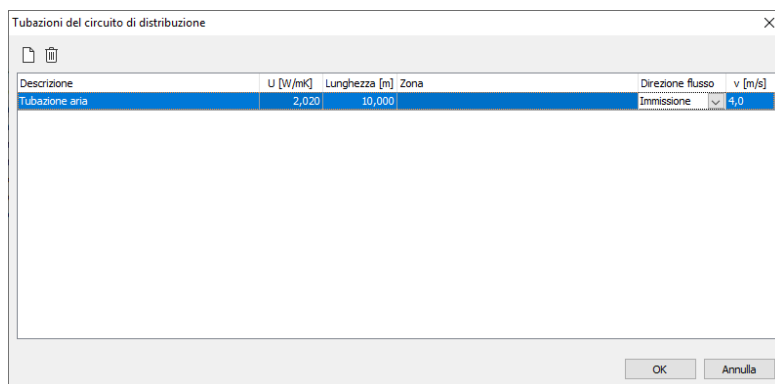 Tubazioni del circuito di distribuzione
Descrizione U [W/mK] Lunghezza [m] Zona Direzione flusso v [m/s]
Tubazione aria 2,020 10,000 Immissione 4,0
OK Annulla